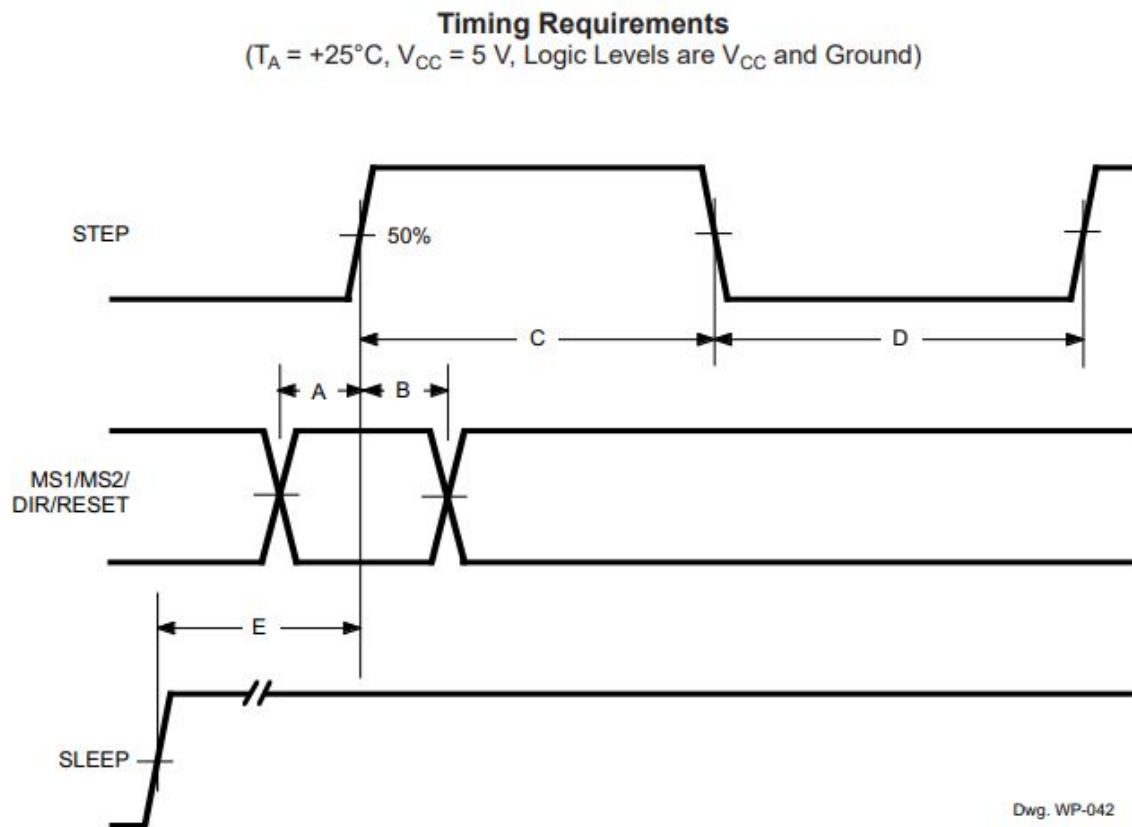 Timing Requirements
(TA = +25°C, VCC = 5 V, Logic Levels are VCC and Ground)
STEP
50%
C
D
A
B
MS1/MS2/
DIR/RESET
E
SLEEP
Dwg. WP-042